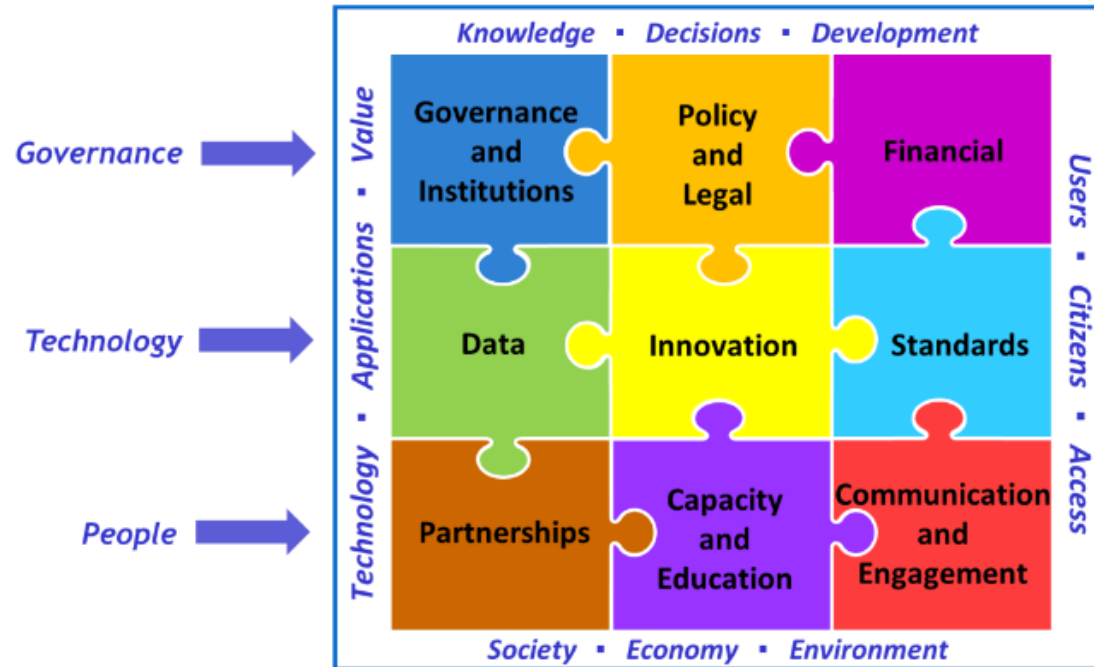 Knowledge ▪ Decisions ▪ Development
Governance
Technology ▪ Applications ▪ Value
Governance
and
Institutions
Policy
and
Legal
Financial
Users ▪ Citizens ▪ Access
Technology
Data
Innovation
Standards
People
Partnerships
Capacity
and
Education
Communication
and
Engagement
Society ▪ Economy ▪ Environment